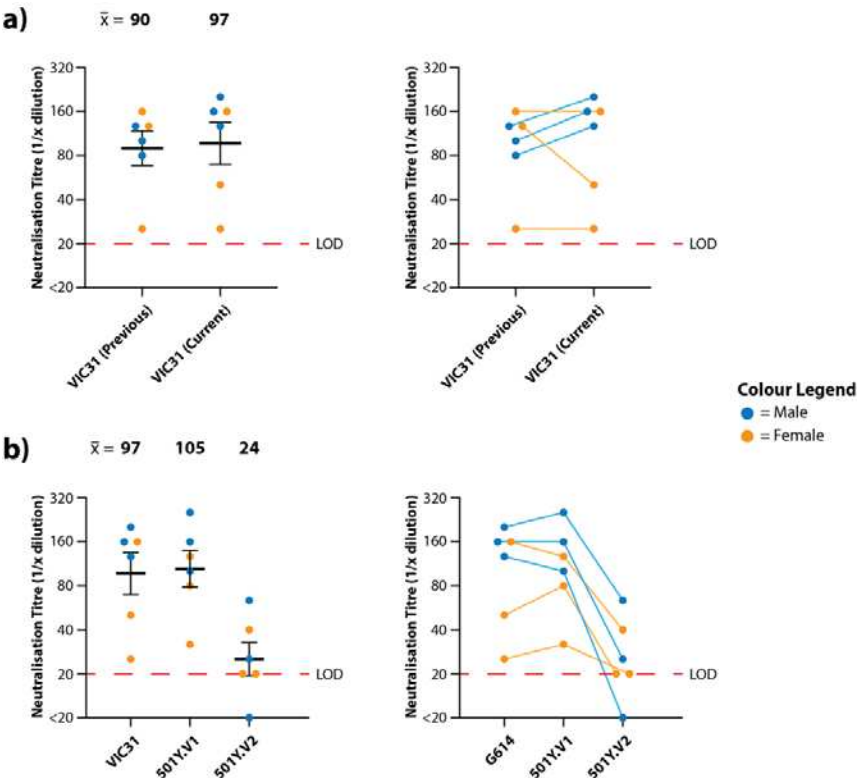 a)
x̄ = 90 97
Neutralisation Titre (1/x dilution)
320
160
80
40
20
<20
LOD
VIC31 (Previous)
VIC31 (Current)
Neutralisation Titre (1/x dilution)
320
160
80
40
20
<20
LOD
VIC31 (Previous)
VIC31 (Current)
Colour Legend
= Male
= Female
b)
x̄ = 97 105 24
Neutralisation Titre (1/x dilution)
320
160
80
40
20
<20
LOD
VIC31
501Y.V1
501Y.V2
Neutralisation Titre (1/x dilution)
320
160
80
40
20
<20
LOD
G614
501Y.V1
501Y.V2